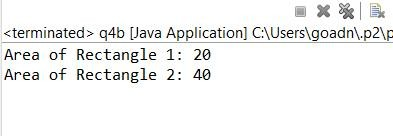 <terminated> q4b [Java Application] C:\Users\goadn\.p2\p
Area of Rectangle 1: 20
Area of Rectangle 2: 40